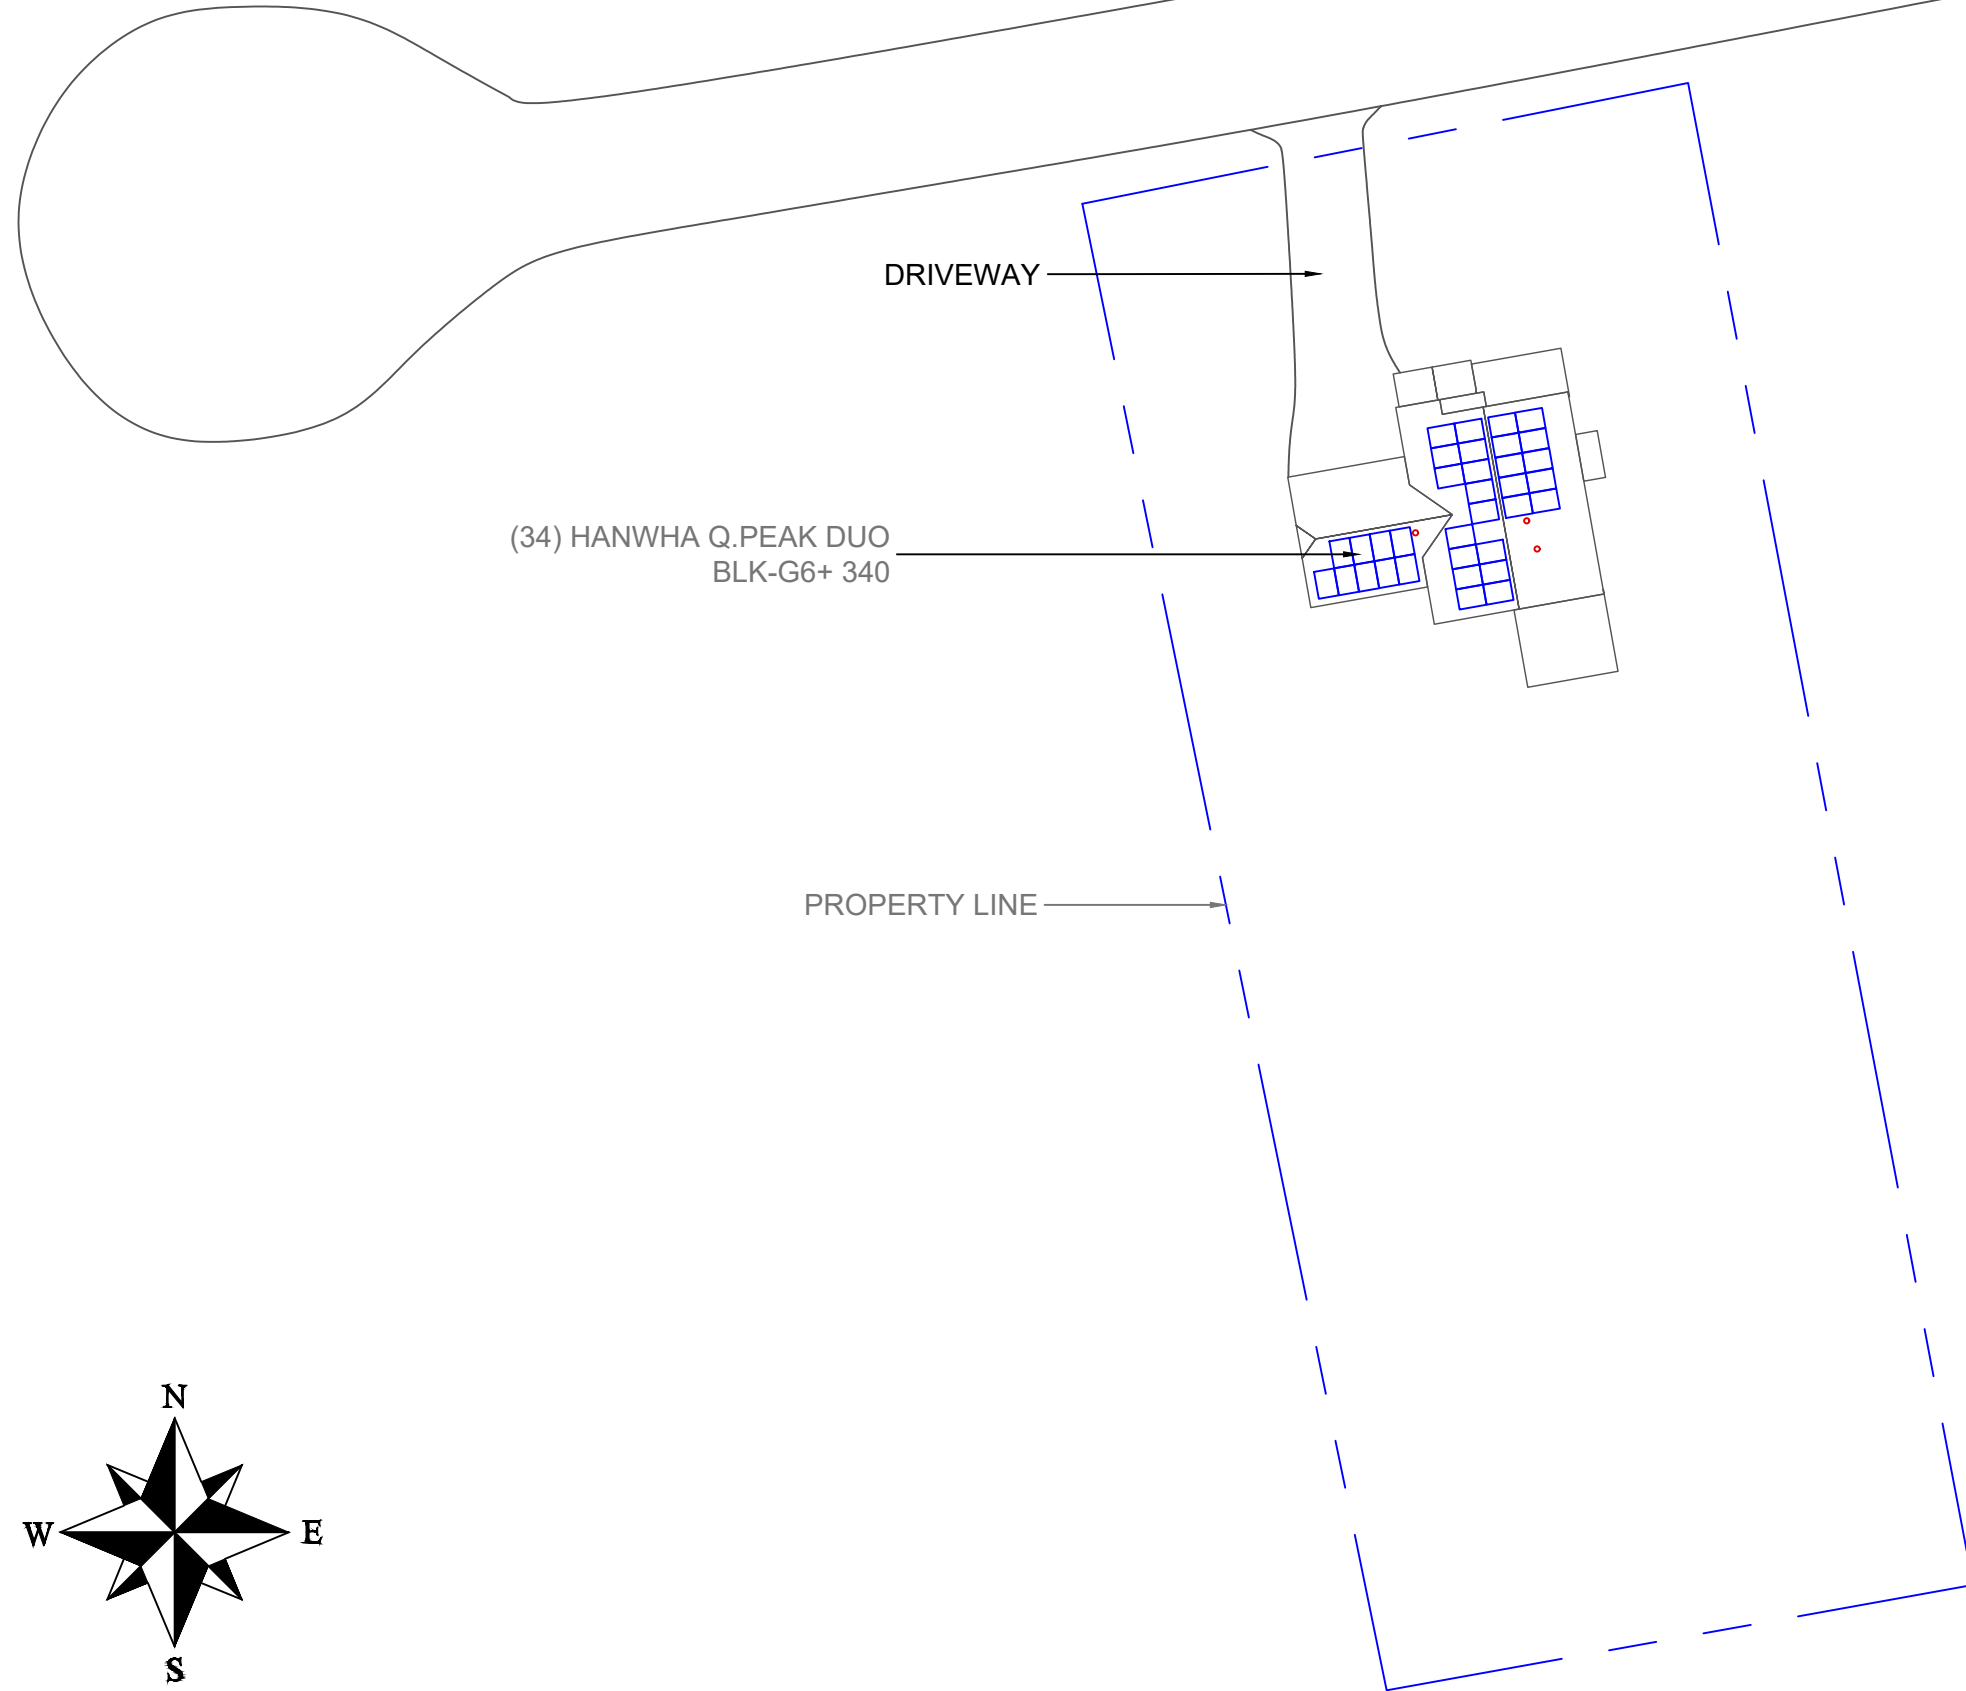 DRIVEWAY
(34) HANWHA Q.PEAK DUO
BLK-G6+ 340
PROPERTY LINE
N
W
E
S